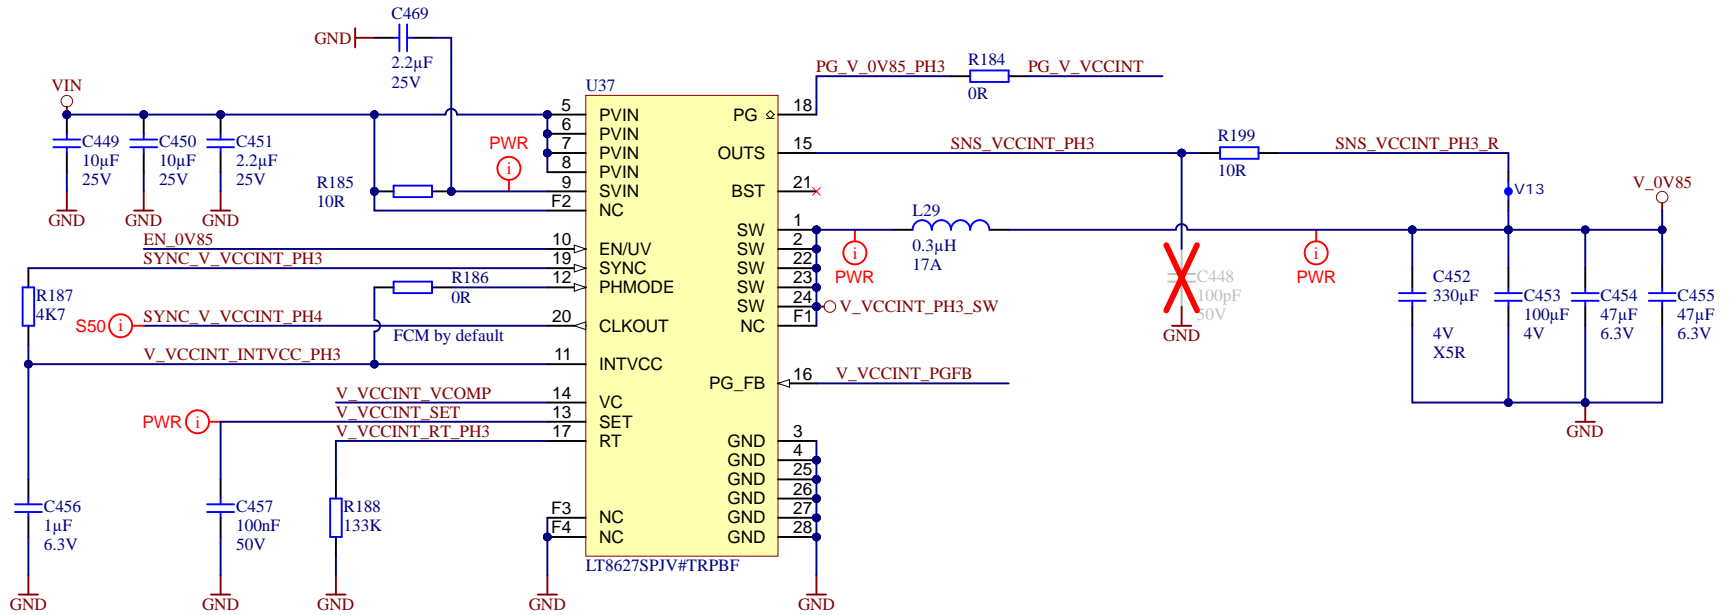 C469
GND
2.2µF
25V
VIN
C449
10µF
25V
GND
C450
10µF
25V
GND
C451
2.2µF
25V
GND
R185
10R
PWR
i
EN_0V85
SYNC_V_VCCINT_PH3
R187
4K7
R186
0R
S50
i
SYNC_V_VCCINT_PH4
FCM by default
V_VCCINT_INTVCC_PH3
V_VCCINT_VCOMP
V_VCCINT_SET
V_VCCINT_RT_PH3
PWR
i
C456
1µF
6.3V
GND
C457
100nF
50V
GND
R188
133K
GND
GND
U37
5 PVIN
6 PVIN
7 PVIN
8 PVIN
9 SVIN
F2 NC
10 EN/UV
19 SYNC
12 PHMODE
20 CLKOUT
11 INTVCC
14 VC
13 SET
17 RT
F3 NC
F4 NC
PG 18
OUTS 15
BST 21
SW 1
SW 2
SW 22
SW 23
SW 24
NC F1
PG_FB 16
GND 3
GND 4
GND 25
GND 26
GND 27
GND 28
LT8627SPJV#TRPBF
GND
PG_V_0V85_PH3
R184
0R
PG_V_VCCINT
SNS_VCCINT_PH3
R199
10R
SNS_VCCINT_PH3_R
V13
V_0V85
L29
0.3µH
17A
i
PWR
V_VCCINT_PH3_SW
C448
100pF
50V
GND
i
PWR
V_VCCINT_PGFB
C452
330µF
4V
X5R
C453
100µF
4V
C454
47µF
6.3V
C455
47µF
6.3V
GND